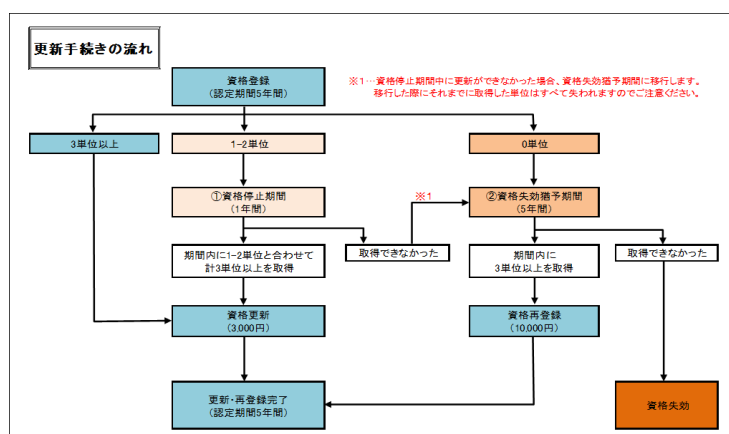 更新手続きの流れ
資格登録
(認定期間5年間)
※1…資格停止期間中に更新ができなかった場合、資格失効猶予期間に移行します。
移行した際にそれまでに取得した単位はすべて失われますのでご注意ください。
3単位以上
1-2単位
0単位
①資格停止期間
(1年間)
※1
②資格失効猶予期間
(5年間)
期間内に1-2単位と合わせて
計3単位以上を取得
取得できなかった
期間内に
3単位以上を取得
取得できなかった
資格更新
(3,000円)
資格再登録
(10,000円)
更新・再登録完了
(認定期間5年間)
資格失効